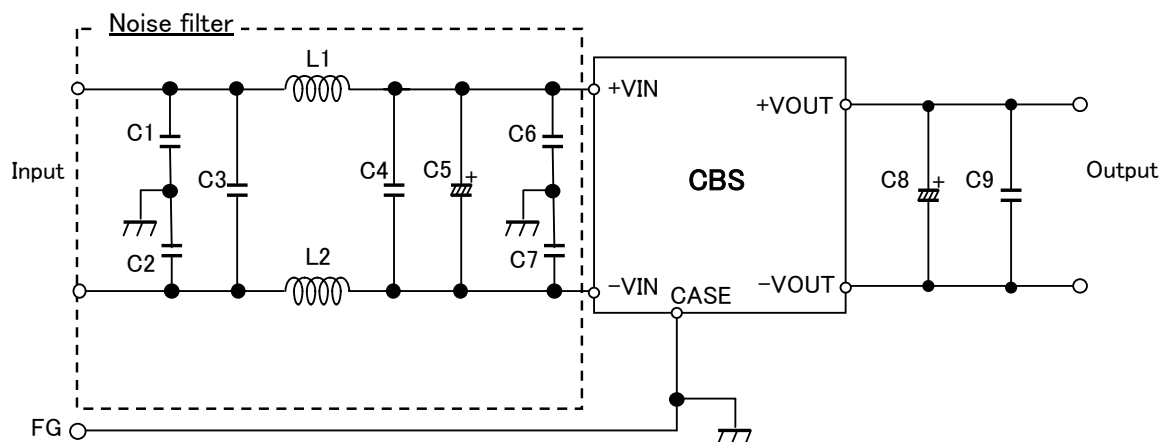 Noise filter
L1
+VIN
+VOUT
C1
C6
Input
C3
C4
C5
+
CBS
C8
+
C9
Output
C2
L2
C7
-VIN
-VOUT
CASE
FG